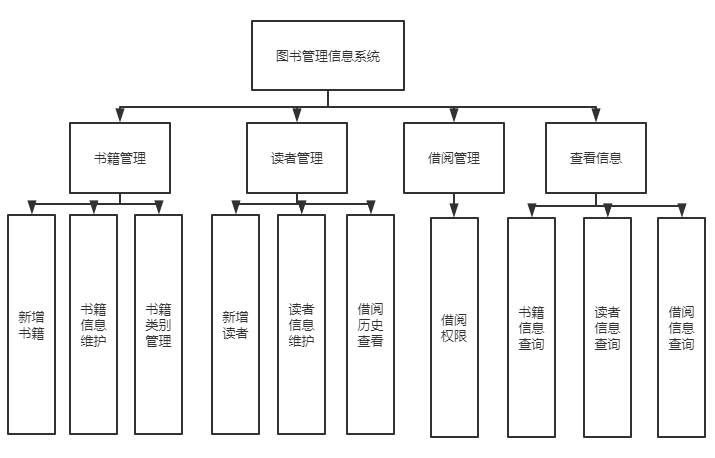 图书管理信息系统
书籍管理
读者管理
借阅管理
查看信息
新增
书籍
书籍
信息
维护
书籍
类别
管理
新增
读者
读者
信息
维护
借阅
历史
查看
借阅
权限
书籍
信息
查询
读者
信息
查询
借阅
信息
查询